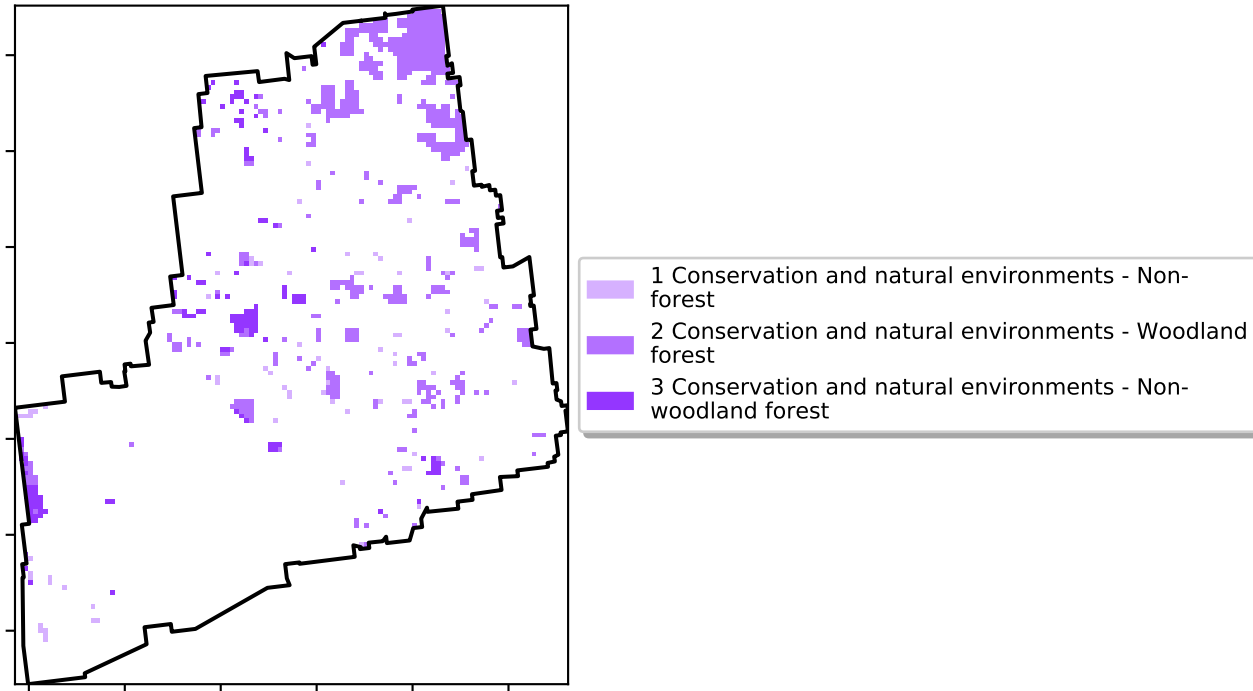 1 Conservation and natural environments - Non-
forest
2 Conservation and natural environments - Woodland
forest
3 Conservation and natural environments - Non-
woodland forest